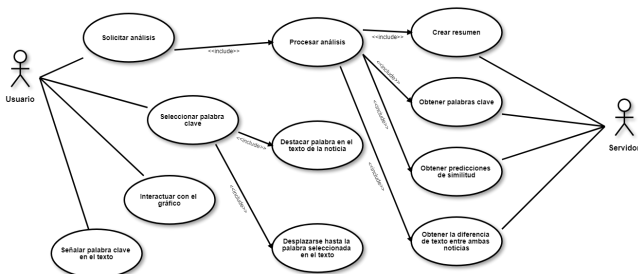 Solicitar análisis
<<include>>
Procesar análisis
<<include>>
Crear resumen
Usuario
<<include>>
Obtener palabras clave
Seleccionar palabra
clave
<<include>>
<<include>>
Destacar palabra en el
texto de la noticia
Servidor
Obtener predicciones
de similitud
<<include>>
Interactuar con el
gráfico
<<include>>
Señalar palabra clave
en el texto
Desplazarse hasta la
palabra seleccionada
en el texto
Obtener la diferencia
de texto entre ambas
noticias